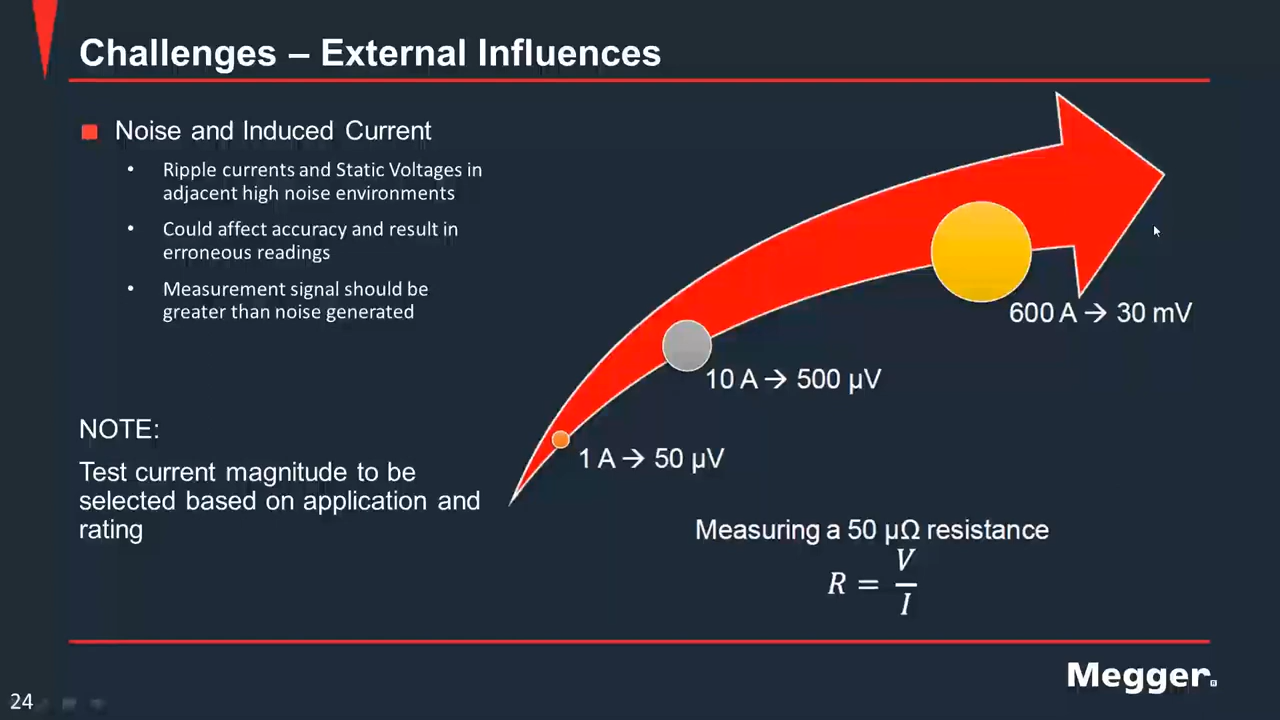 Challenges – External Influences
Noise and Induced Current
• Ripple currents and Static Voltages in
adjacent high noise environments
• Could affect accuracy and result in
erroneous readings
• Measurement signal should be
greater than noise generated
NOTE:
Test current magnitude to be
selected based on application and
rating
600 A → 30 mV
10 A → 500 µV
1 A → 50 µV
Measuring a 50 µΩ resistance
R = V/I
Megger
24